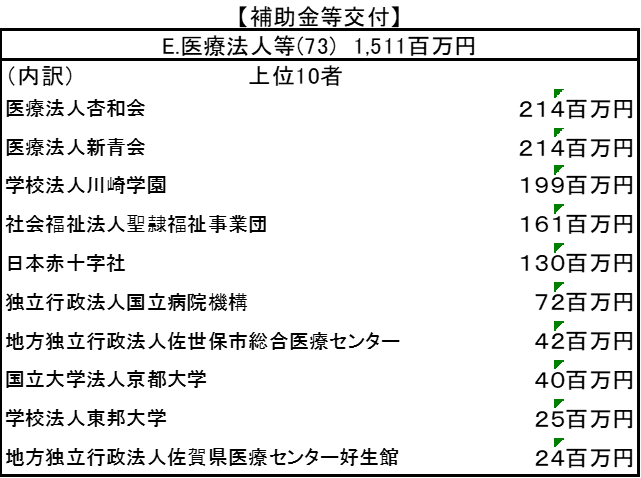 【補助金等交付】
E.医療法人等(73) 1,511百万円
(内訳) 上位10者
医療法人杏和会 214百万円
医療法人新青会 214百万円
学校法人川崎学園 199百万円
社会福祉法人聖隷福祉事業団 161百万円
日本赤十字社 130百万円
独立行政法人国立病院機構 72百万円
地方独立行政法人佐世保市総合医療センター 42百万円
国立大学法人京都大学 40百万円
学校法人東邦大学 25百万円
地方独立行政法人佐賀県医療センター好生館 24百万円